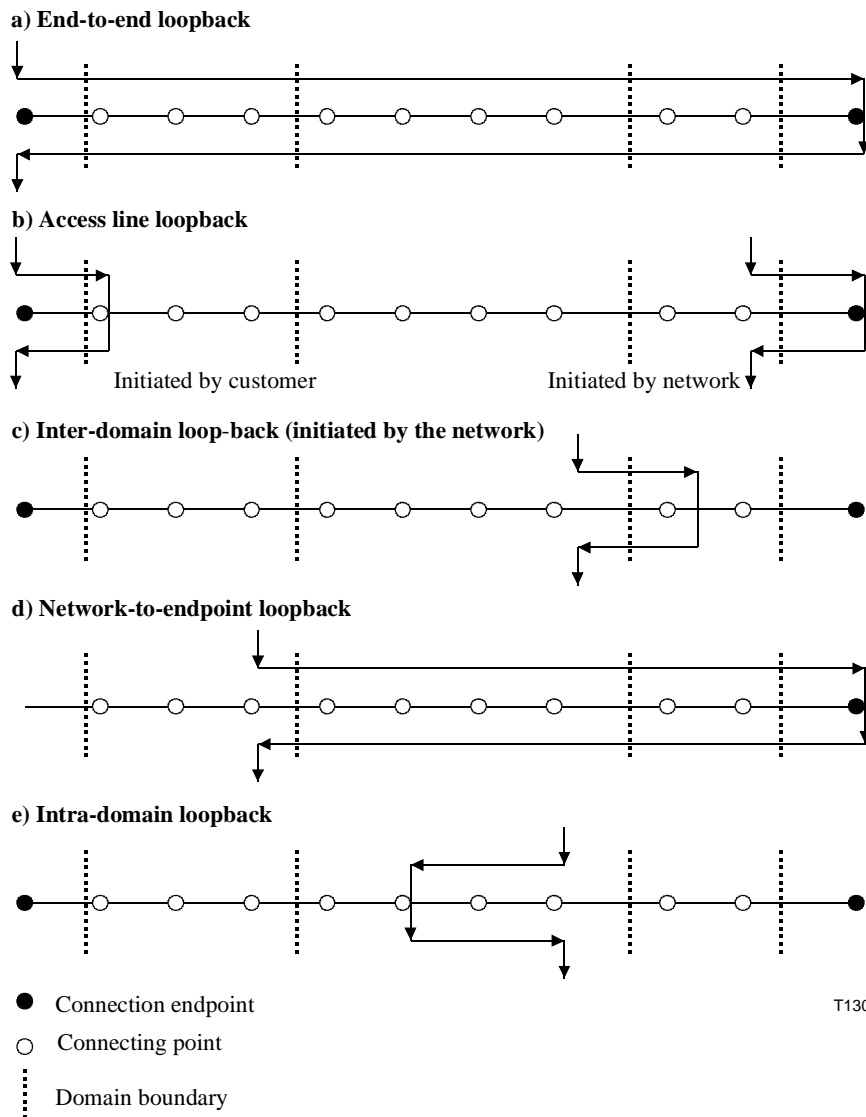 a) End-to-end loopback
b) Access line loopback
Initiated by customer
Initiated by network
c) Inter-domain loop-back (initiated by the network)
d) Network-to-endpoint loopback
e) Intra-domain loopback
Connection endpoint
T130
Connecting point
Domain boundary